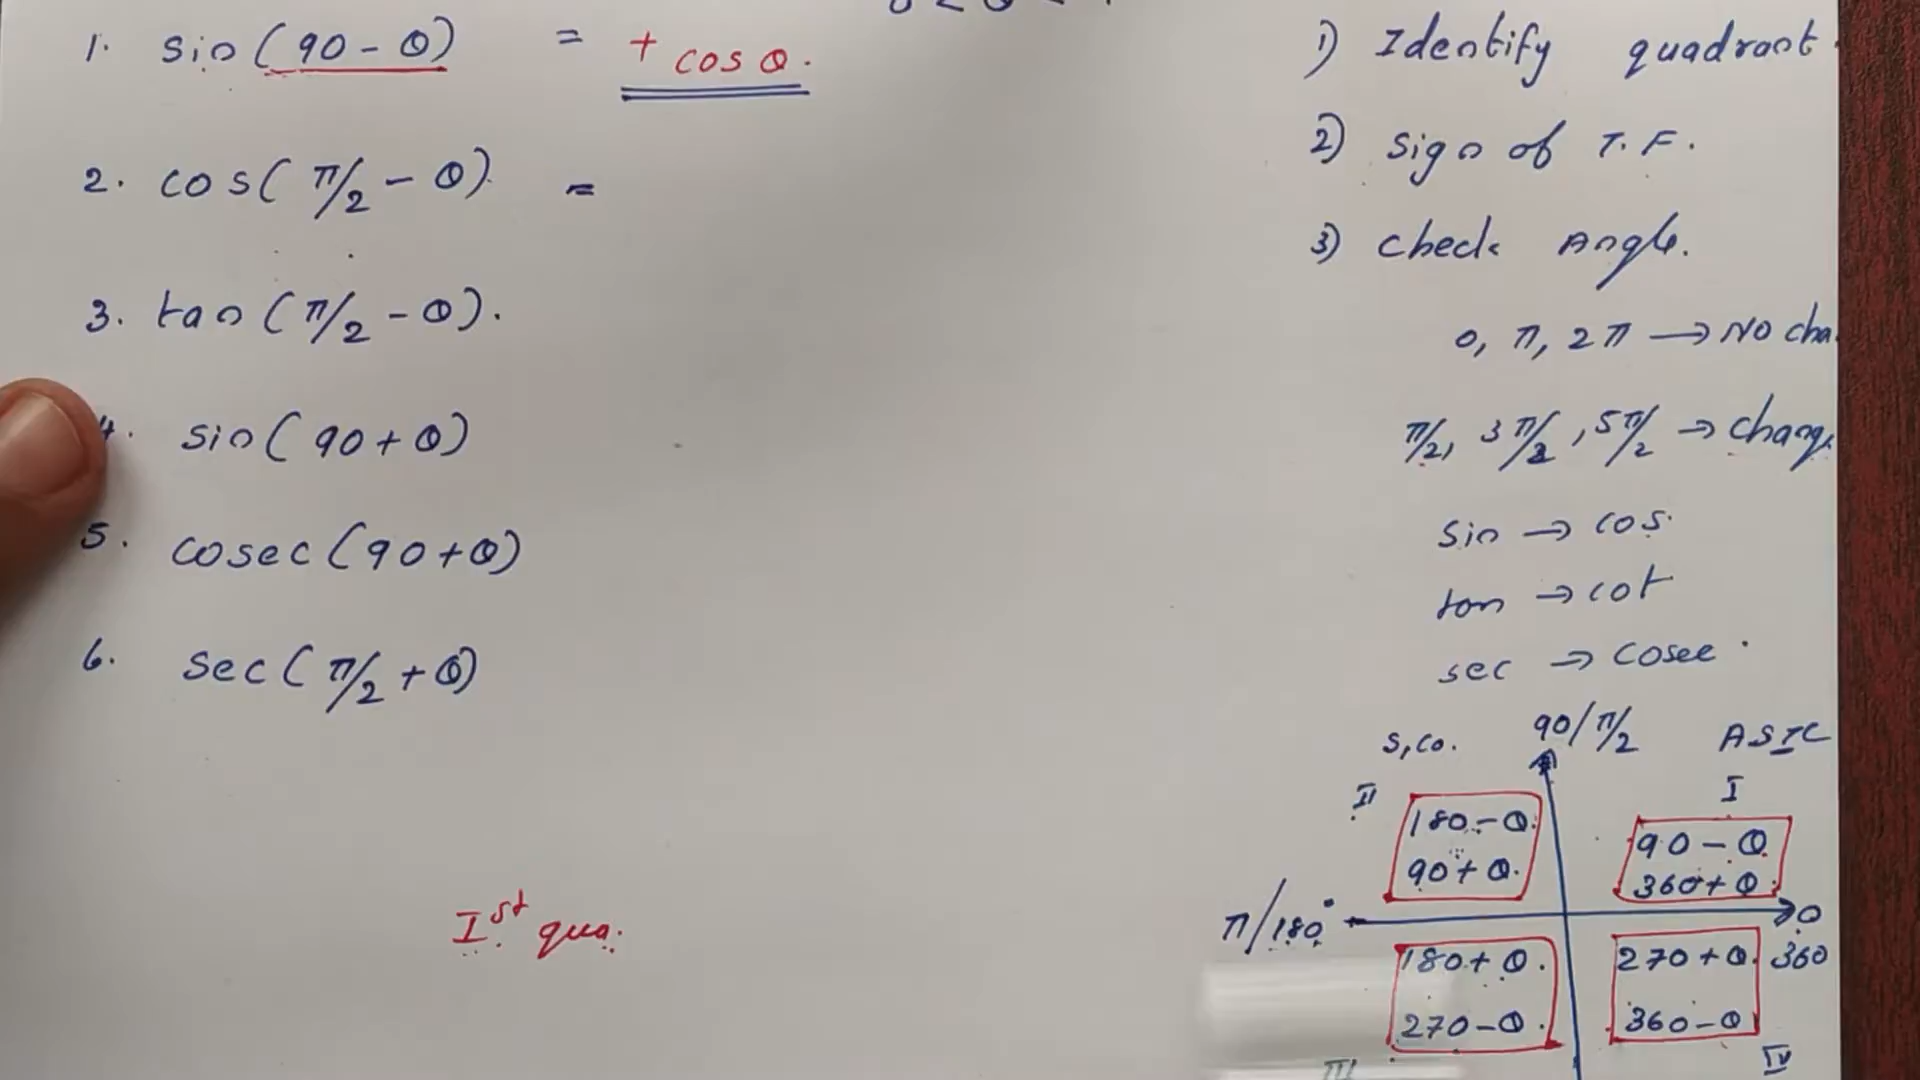 1. sin(90-θ) = + cos θ.
2. cos(π/2 - θ) =
3. tan(π/2 - θ).
4. sin(90+θ)
5. cosec(90+θ)
6. sec(π/2 + θ)
Ist qua.
1) Identify quadrant
2) sign of T.F.
3) check Angle.
0, π, 2π → No cha
π/2, 3π/2, 5π/2 → change
sin → cos.
tan → cot
sec → cosec.
90/π/2
s,co.
ASTC
II
I
180-θ.
90+θ.
90-θ
360+θ
π/180°
0
360
180+θ.
270-θ.
270+θ
360-θ
III
IV